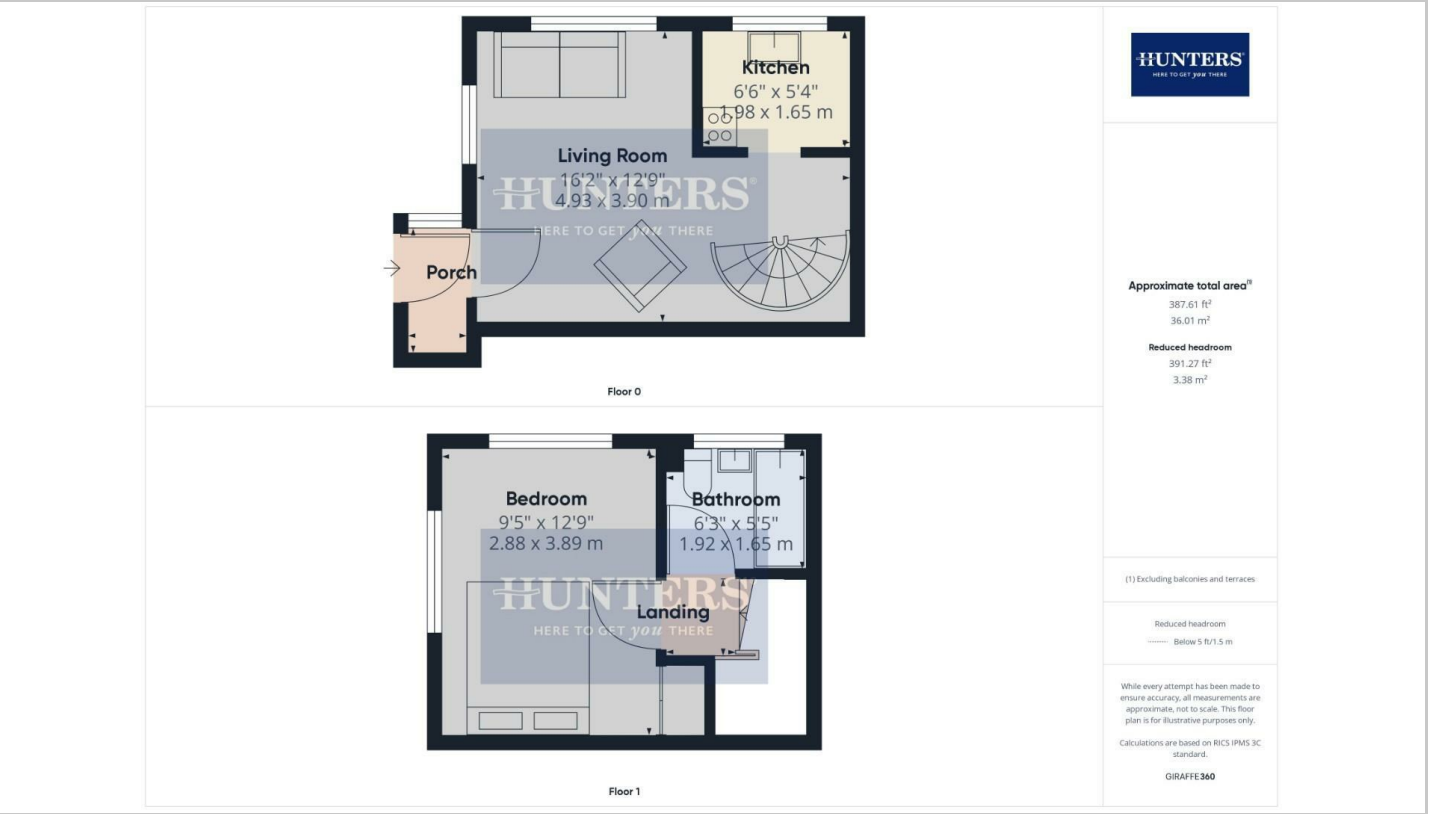 Kitchen
6'6" x 5'4"
1.98 x 1.65 m
Living Room
16'2" x 12'9"
4.93 x 3.90 m
HUNTERS®
HERE TO GET you THERE
Porch
Floor 0
Bedroom
9'5" x 12'9"
2.88 x 3.89 m
Bathroom
6'3" x 5'5"
1.92 x 1.65 m
HUNTERS
Landing
HERE TO GET you THERE
Floor 1
HUNTERS®
HERE TO GET you THERE
Approximate total area⁽¹⁾
387.61 ft²
36.01 m²
Reduced headroom
391.27 ft²
3.38 m²
(1) Excluding balconies and terraces
Reduced headroom
Below 5 ft/1.5 m
While every attempt has been made to
ensure accuracy, all measurements are
approximate, not to scale. This floor
plan is for illustrative purposes only.
Calculations are based on RICS IPMS 3C
standard.
GIRAFFE360